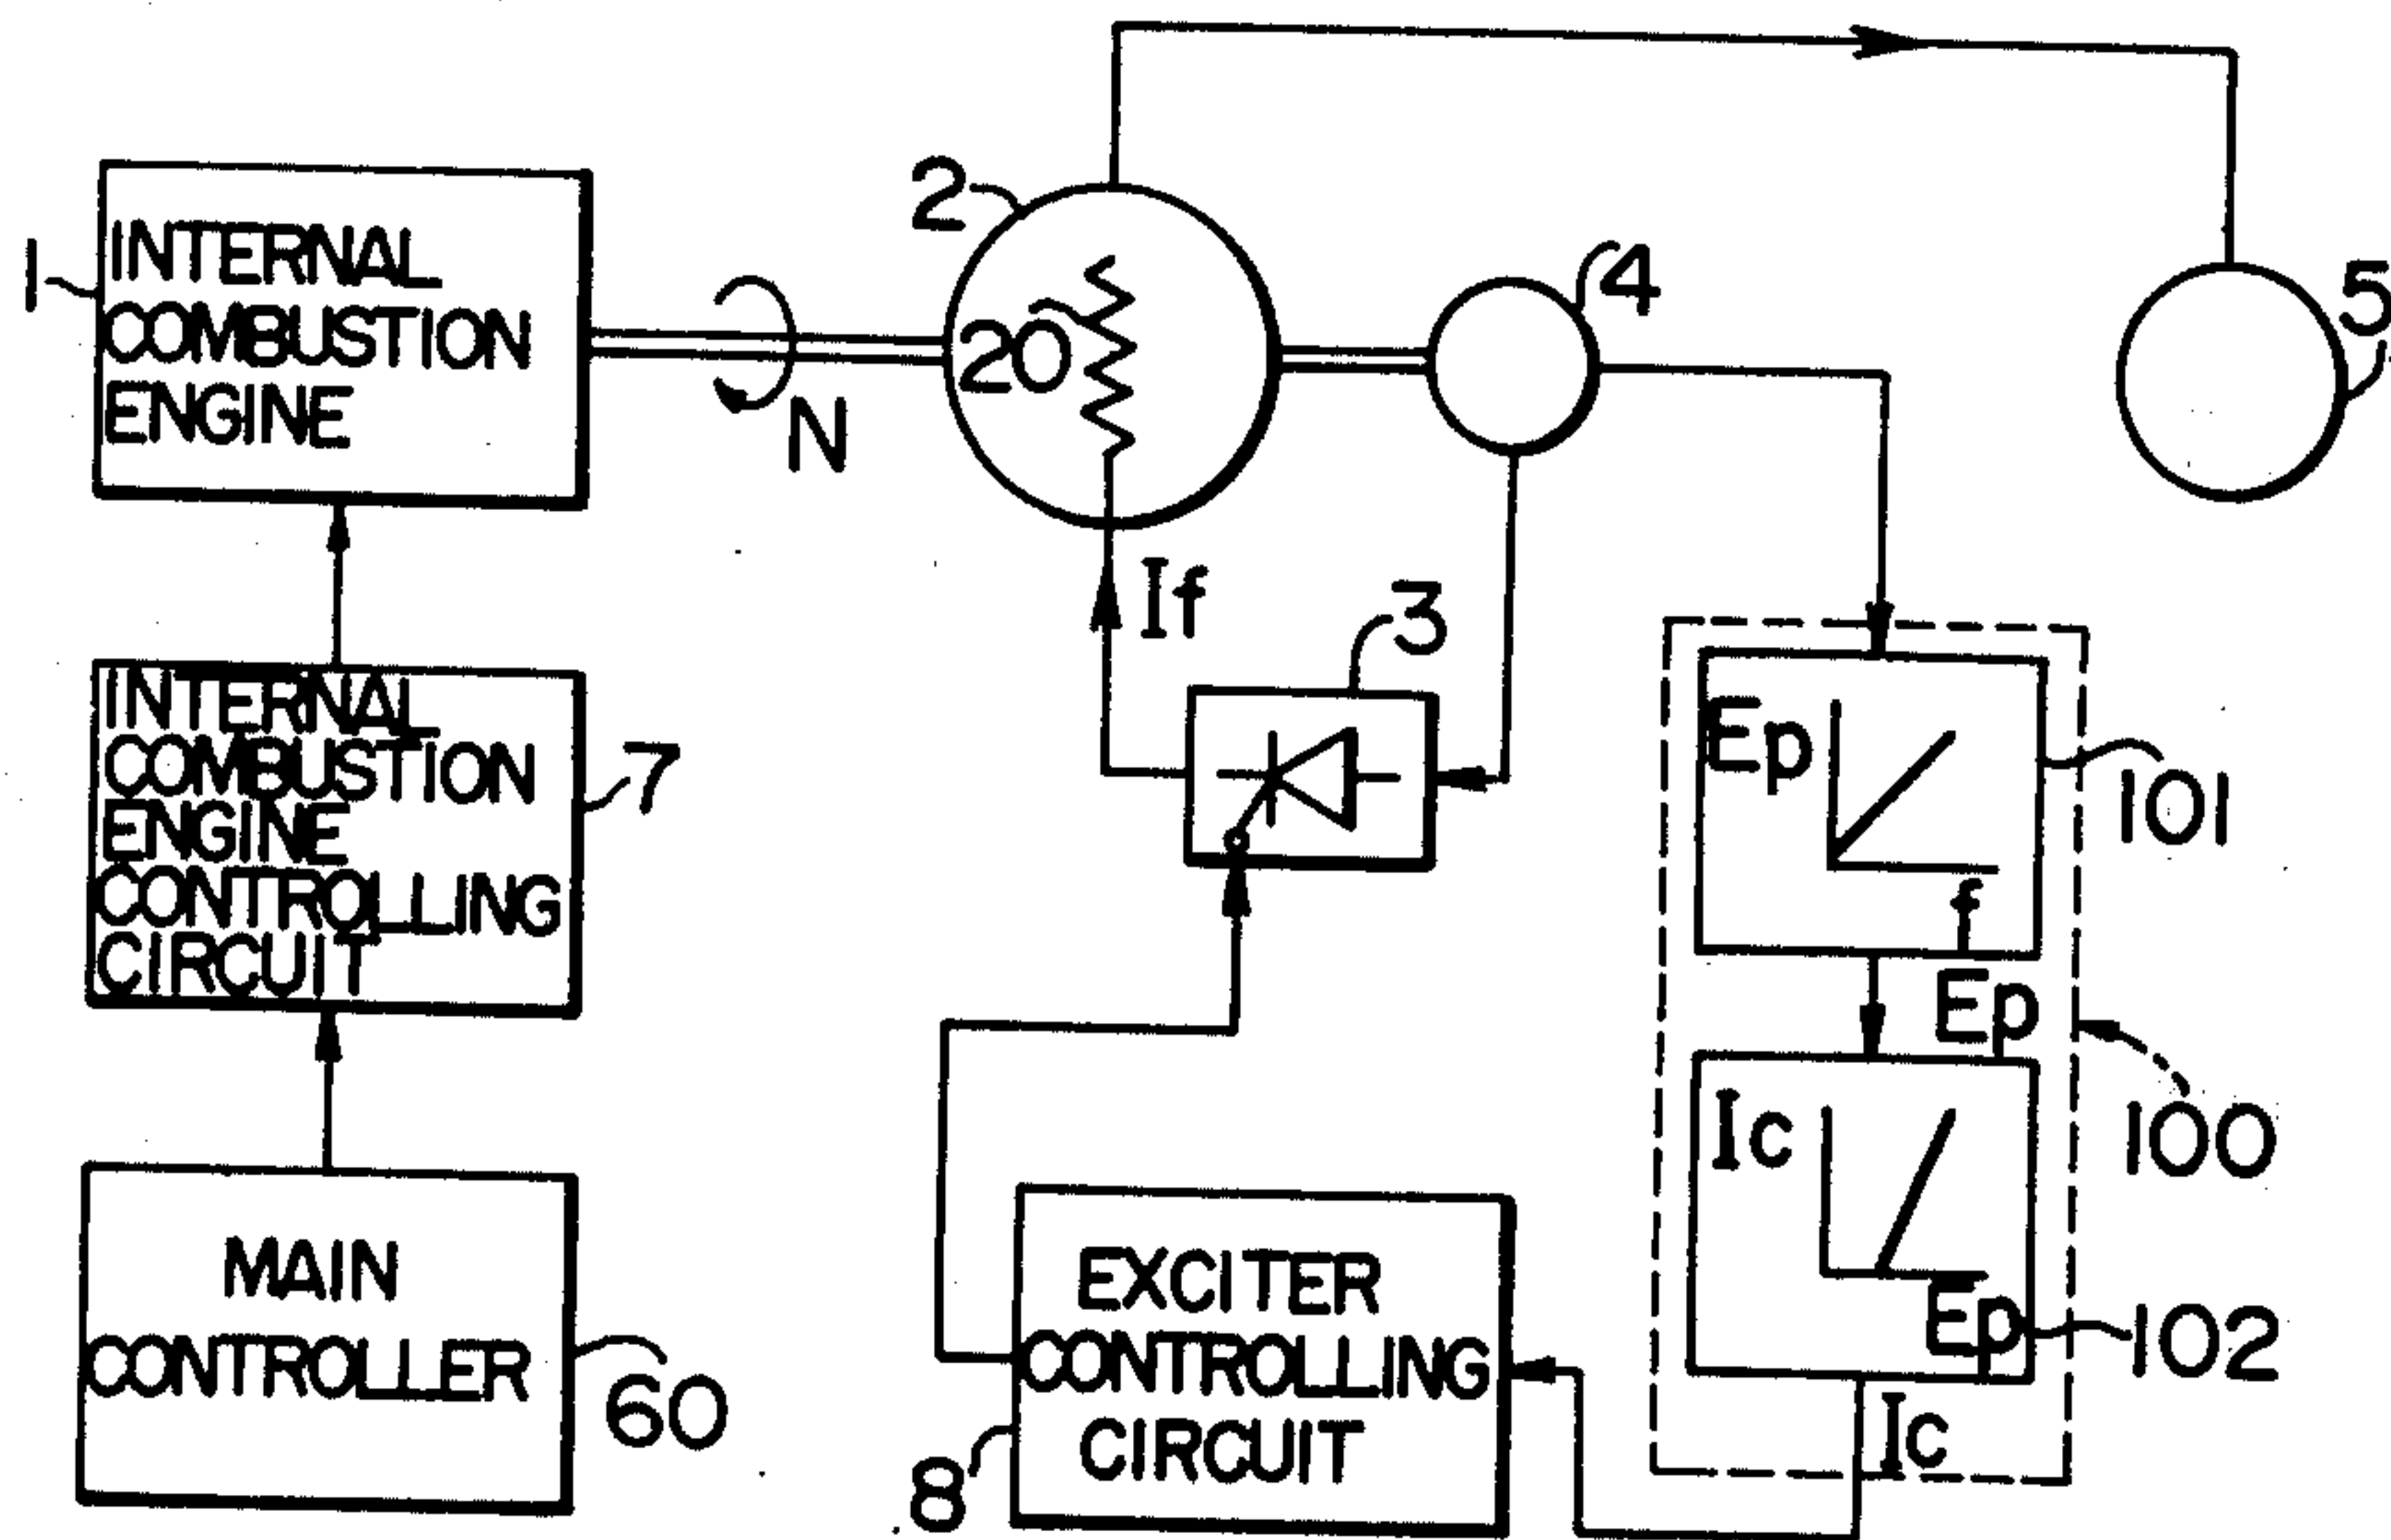 1
INTERNAL
COMBUSTION
ENGINE
N
2
20
4
5
If
3
INTERNAL
COMBUSTION
ENGINE
CONTROLLING
CIRCUIT
7
Ep
f
101
Ep
100
Ic
Ep
102
Ic
MAIN
CONTROLLER
60
EXCITER
CONTROLLING
CIRCUIT
8